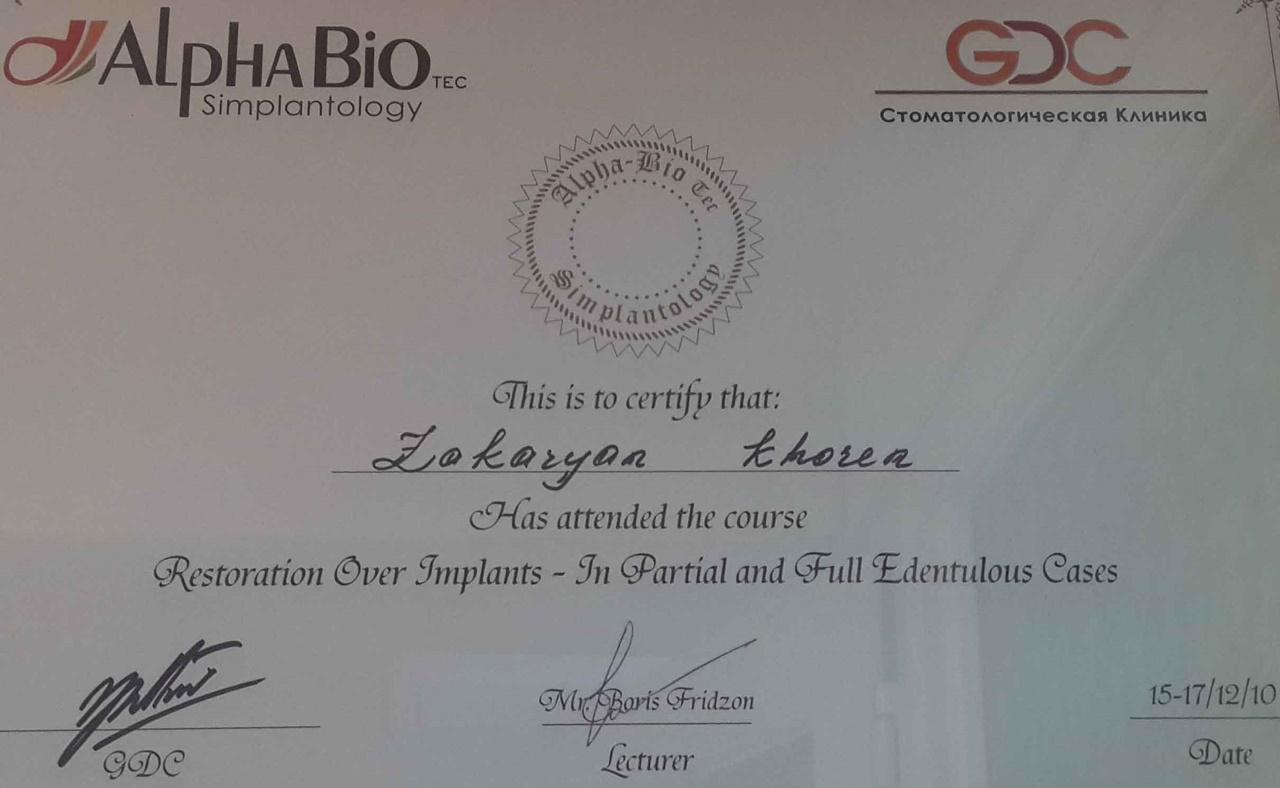 AlphaBio TEC
Simplantology
GDC
Стоматологическая Клиника
Alpha-Bio Tec
Simplantology
This is to certify that:
Zakaryan Khoren
Has attended the course
Restoration Over Implants - In Partial and Full Edentulous Cases
Mr. Boris Fridzon
15-17/12/10
GDC
Lecturer
Date